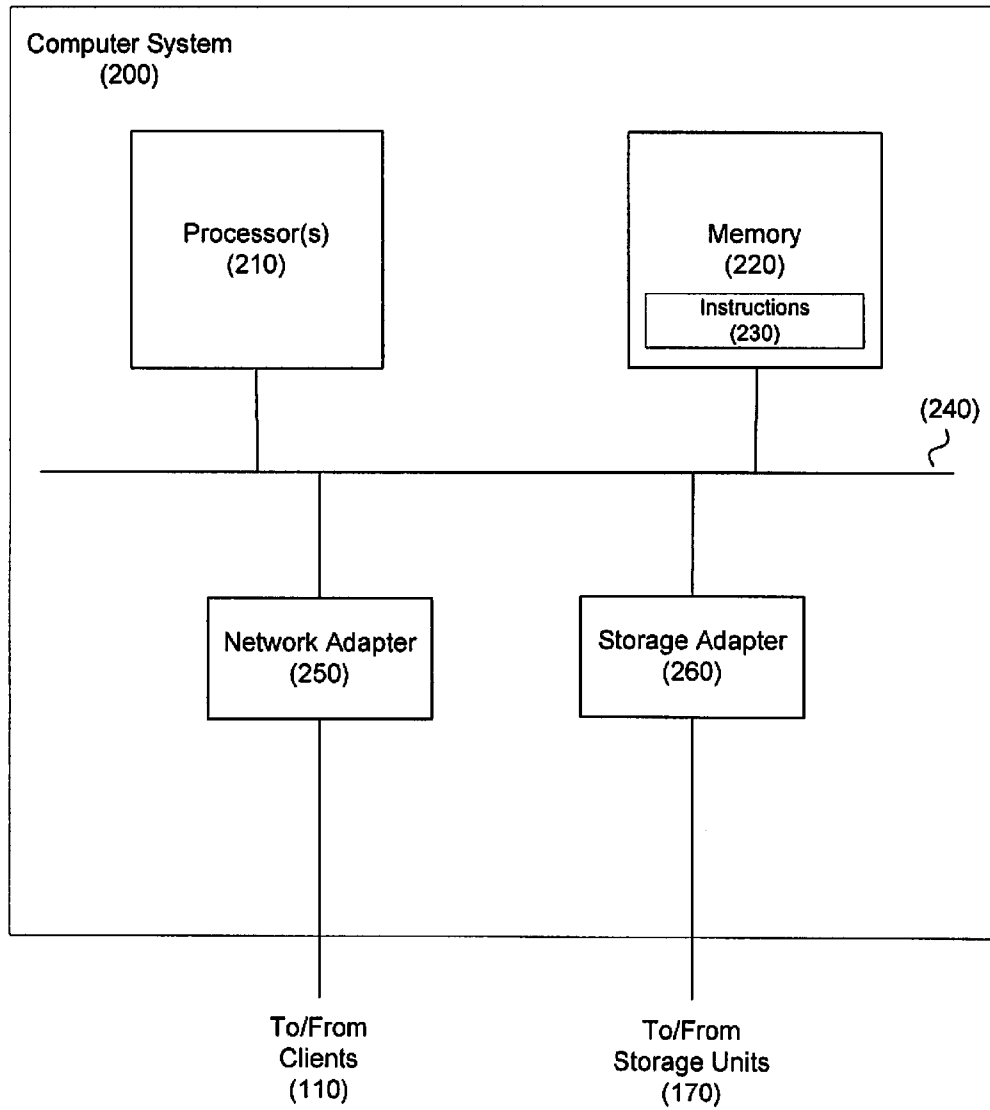 Computer System
(200)
Processor(s)
(210)
Memory
(220)
Instructions
(230)
(240)
Network Adapter
(250)
Storage Adapter
(260)
To/From
Clients
(110)
To/From
Storage Units
(170)